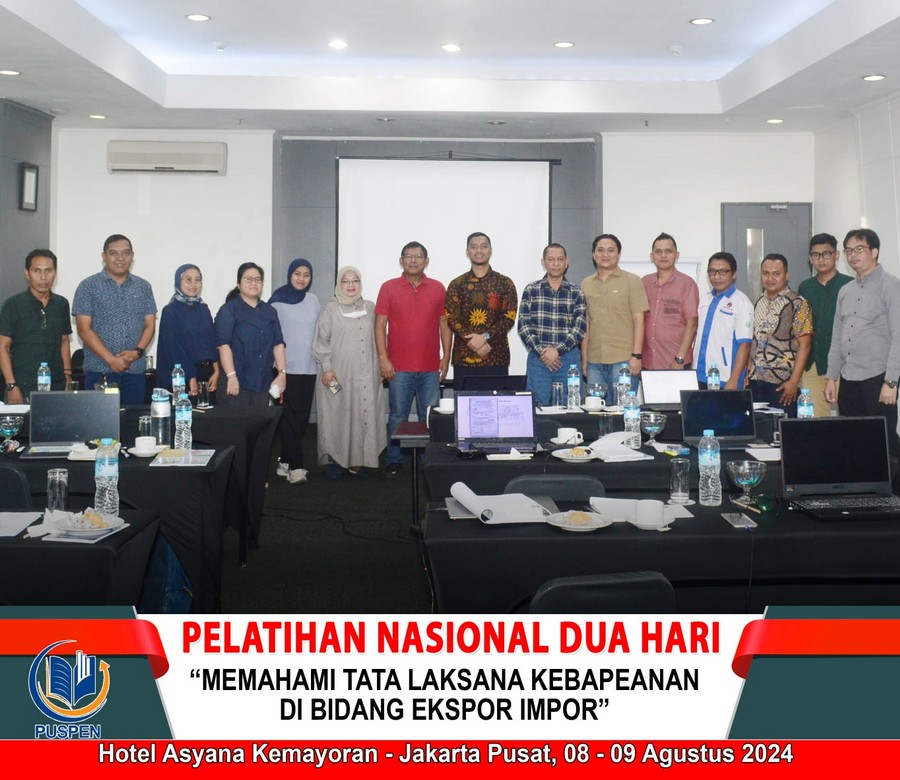 PELATIHAN NASIONAL DUA HARI
“MEMAHAMI TATA LAKSANA KEBAPEANAN
DI BIDANG EKSPOR IMPOR”
PUSPEN
Hotel Asyana Kemayoran - Jakarta Pusat, 08 - 09 Agustus 2024